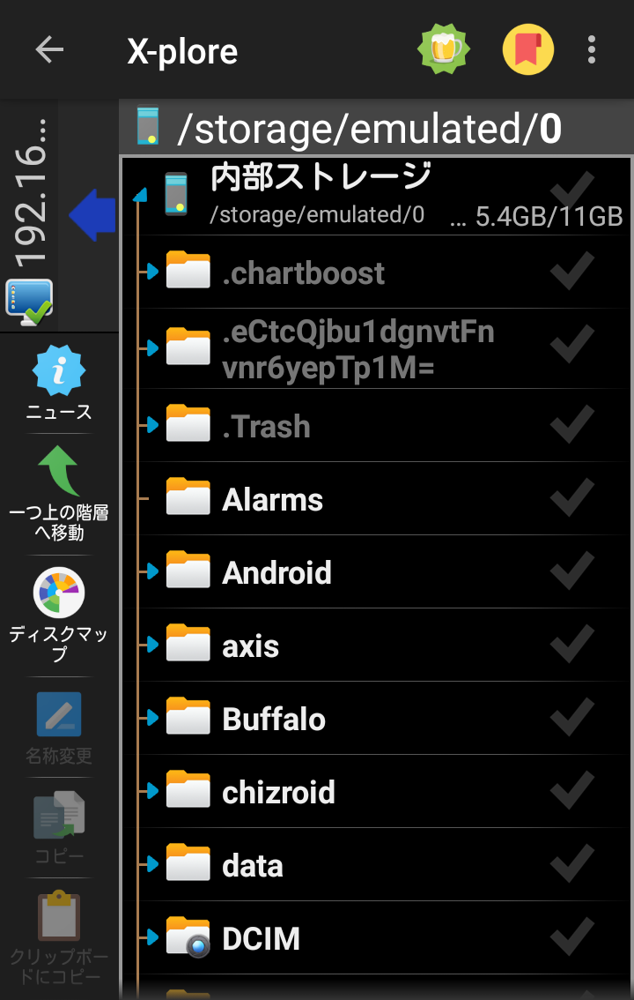 X-plore
192.16...
/storage/emulated/0
内部ストレージ
/storage/emulated/0 ... 5.4GB/11GB
.chartboost
.eCtcQjbu1dgnvtFn
vnr6yepTp1M=
.Trash
Alarms
Android
axis
Buffalo
chizroid
data
DCIM
ニュース
一つ上の階層
へ移動
ディスクマッ
プ
名称変更
コピー
クリップボー
ドにコピー